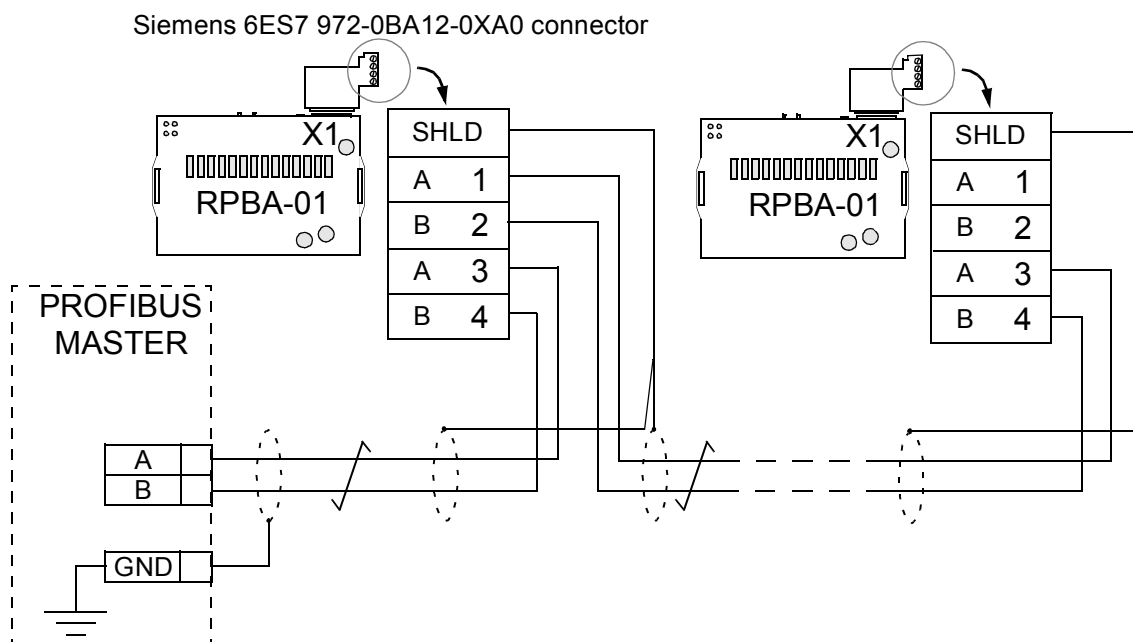 Siemens 6ES7 972-0BA12-0XA0 connector
X1
RPBA-01
SHLD
A 1
B 2
A 3
B 4
X1
RPBA-01
SHLD
A 1
B 2
A 3
B 4
PROFIBUS
MASTER
A
B
GND